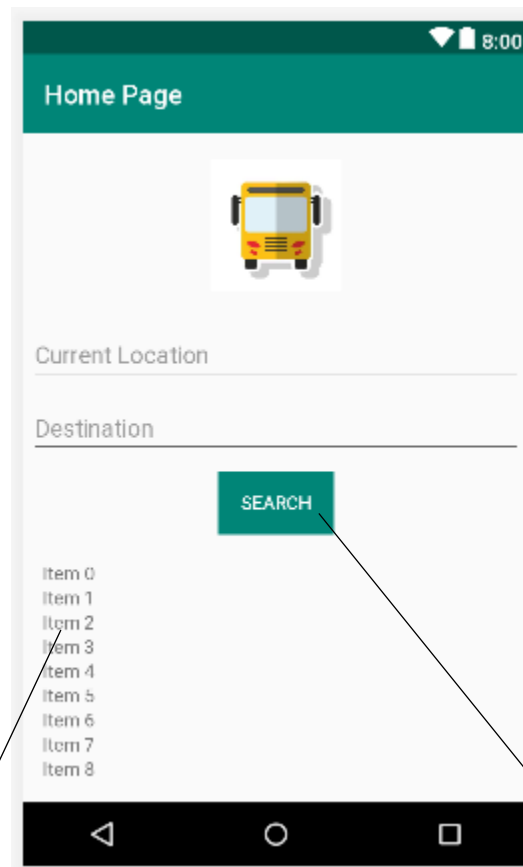 8:00
Home Page
Current Location
Destination
SEARCH
Item 0
Item 1
Item 2
Item 3
Item 4
Item 5
Item 6
Item 7
Item 8